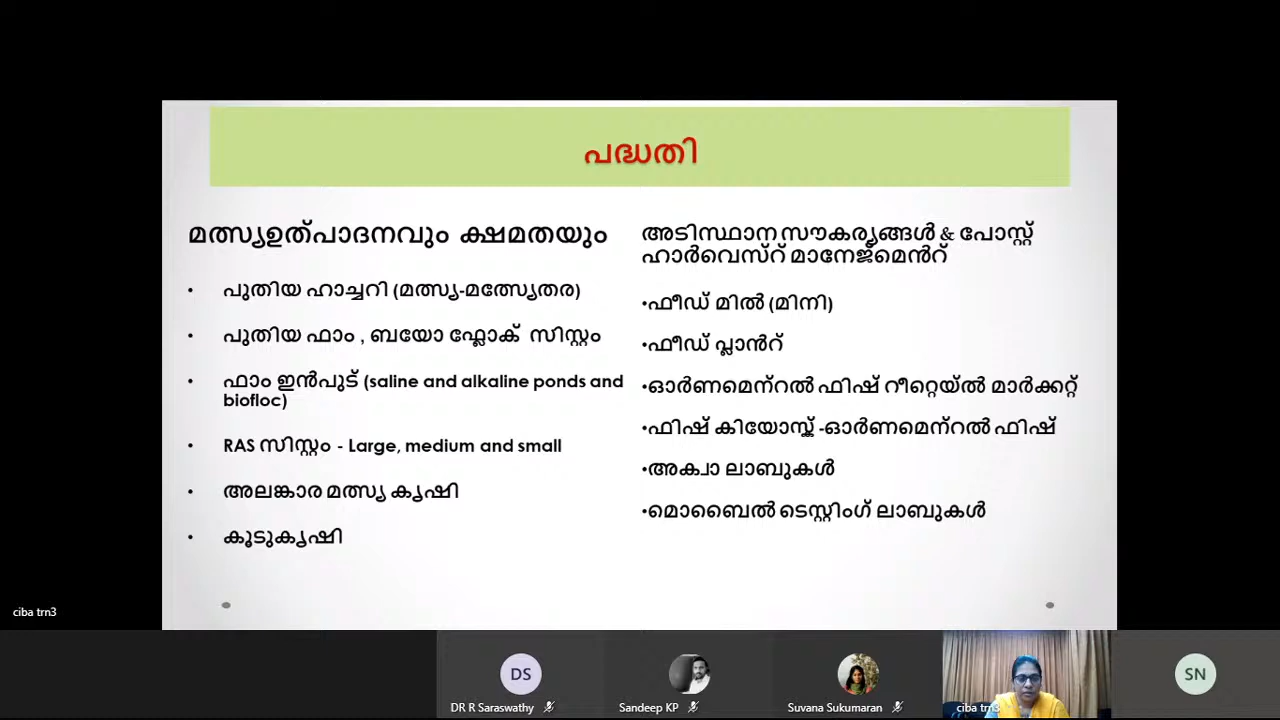 പദ്ധതി
മത്സ്യഉത്പാദനവും ക്ഷമതയും
• പുതിയ ഹാച്ചറി (മത്സ്യ-മത്സ്യേതര)
• പുതിയ ഫാം , ബയോ ഫ്ലോക് സിസ്റ്റം
• ഫാം ഇൻപുട് (saline and alkaline ponds and
biofloc)
• RAS സിസ്റ്റം - Large, medium and small
• അലങ്കാര മത്സ്യ കൃഷി
• കൂടുകൃഷി
അടിസ്ഥാന സൗകര്യങ്ങൾ & പോസ്റ്റ്
ഹാർവെസ്റ് മാനേജ്മെൻറ്
•ഫീഡ് മിൽ (മിനി)
•ഫീഡ് പ്ലാൻറ്
•ഓർണമെന്റൽ ഫിഷ് റീറ്റെയ്ൽ മാർക്കറ്റ്
•ഫിഷ് കിയോസ്ക് -ഓർണമെന്റൽ ഫിഷ്
•അക്വാ ലാബുകൾ
•മൊബൈൽ ടെസ്റ്റിംഗ് ലാബുകൾ
ciba trn3
DS
SN
DR R Saraswathy
Sandeep KP
Suvana Sukumaran
ciba trn3